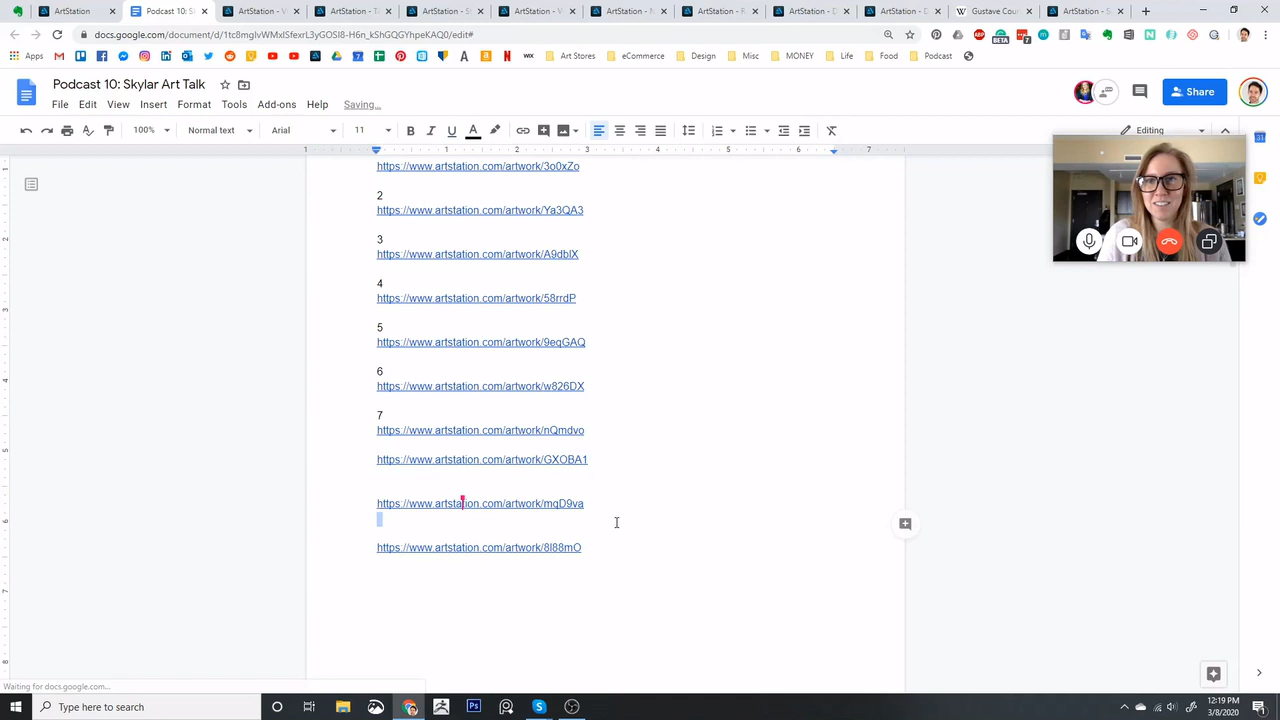 ArtStation
Podcast 10: S
ArtStation - V
ArtStation - T
ArtStation - S
ArtStation - V
ArtStation -
ArtStation - R
ArtStation - E
ArtStation - D
Gustave Cou
ArtStation - S
docs.google.com/document/d/1tc8mgIvWMxISfexrL3yGOSI8-H6n_kShGQGYhpeKAQ0/edit#
Apps
Art Stores
eCommerce
Design
Misc
MONEY
Life
Food
Podcast
Podcast 10: Skylar Art Talk
File Edit View Insert Format Tools Add-ons Help Saving...
Share
100% Normal text Arial 11 Editing
https://www.artstation.com/artwork/3o0xZo
2
https://www.artstation.com/artwork/Ya3QA3
3
https://www.artstation.com/artwork/A9dblX
4
https://www.artstation.com/artwork/58rrdP
5
https://www.artstation.com/artwork/9eqGAQ
6
https://www.artstation.com/artwork/w826DX
7
https://www.artstation.com/artwork/nQmdvo
https://www.artstation.com/artwork/GXOBA1
https://www.artstation.com/artwork/mqD9va
https://www.artstation.com/artwork/8l88mO
Waiting for docs.google.com...
Type here to search
12:19 PM
3/8/2020